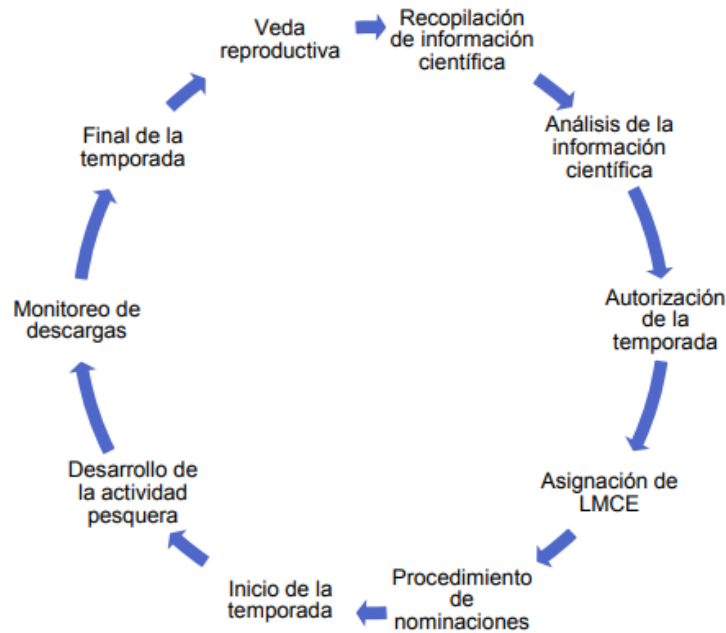 Veda
reproductiva
Recopilación
de información
científica
Análisis de la
información
científica
Autorización
de la
temporada
Asignación de
LMCE
Procedimiento
de
nominaciones
Inicio de la
temporada
Desarrollo de
la actividad
pesquera
Monitoreo de
descargas
Final de la
temporada